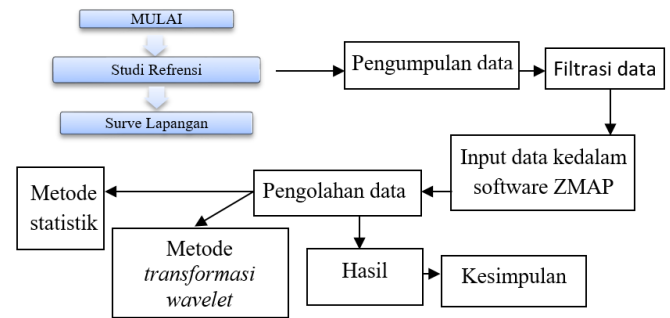 MULAI
Studi Refrensi
Surve Lapangan
Pengumpulan data
Filtrasi data
Input data kedalam
software ZMAP
Pengolahan data
Metode
statistik
Metode
transformasi
wavelet
Hasil
Kesimpulan